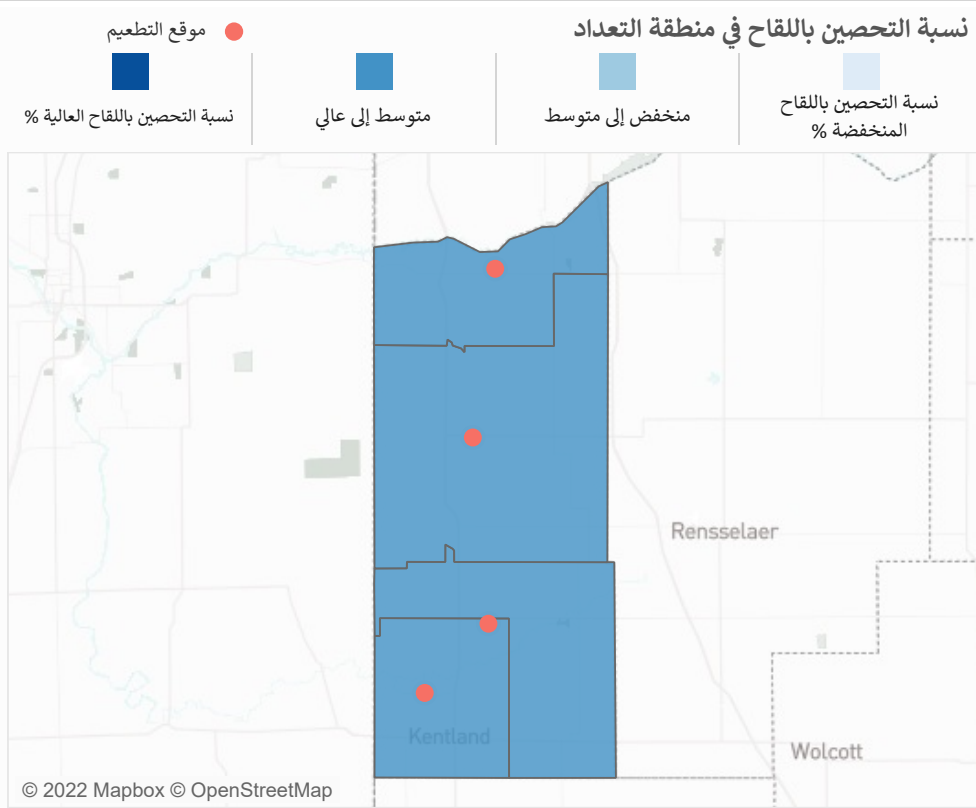 نسبة التحصين باللقاح في منطقة التعداد
موقع التطعيم
نسبة التحصين باللقاح
المنخفضة %
منخفض إلى متوسط
متوسط إلى عالي
نسبة التحصين باللقاح العالية %
Rensselaer
Kentland
Wolcott
© 2022 Mapbox © OpenStreetMap